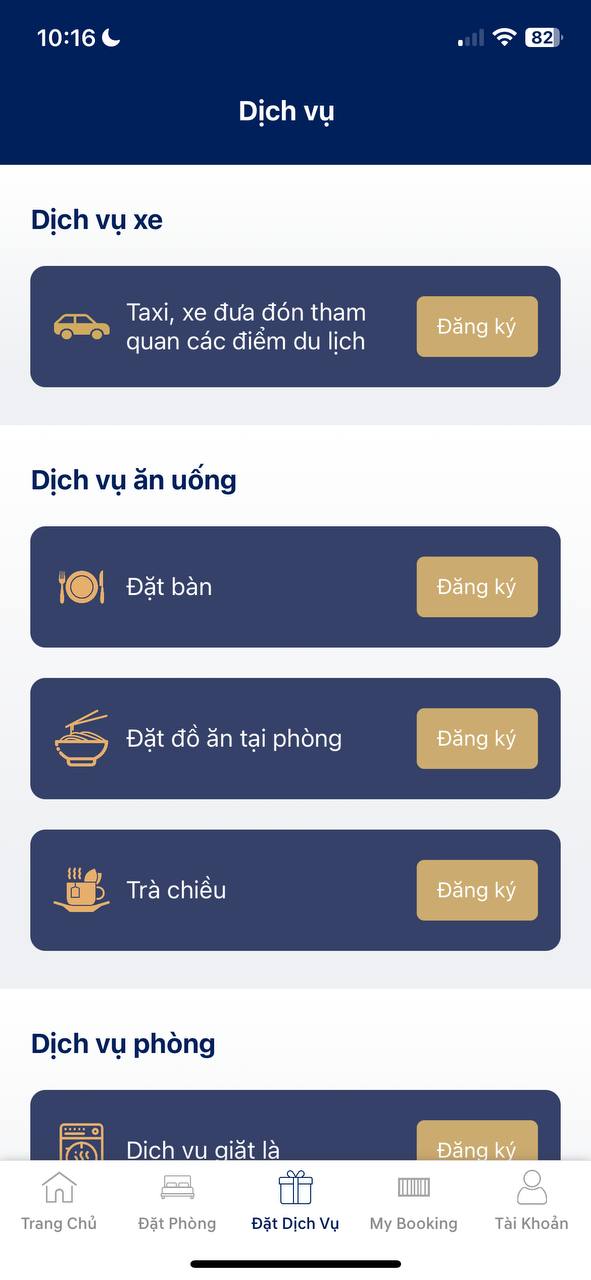 10:16
82
Dịch vụ
Dịch vụ xe
Taxi, xe đưa đón tham
quan các điểm du lịch
Đăng ký
Dịch vụ ăn uống
Đặt bàn
Đăng ký
Đặt đồ ăn tại phòng
Đăng ký
Trà chiều
Đăng ký
Dịch vụ phòng
Dịch vụ giặt là
Đăng ký
Trang Chủ
Đặt Phòng
Đặt Dịch Vụ
My Booking
Tài Khoản